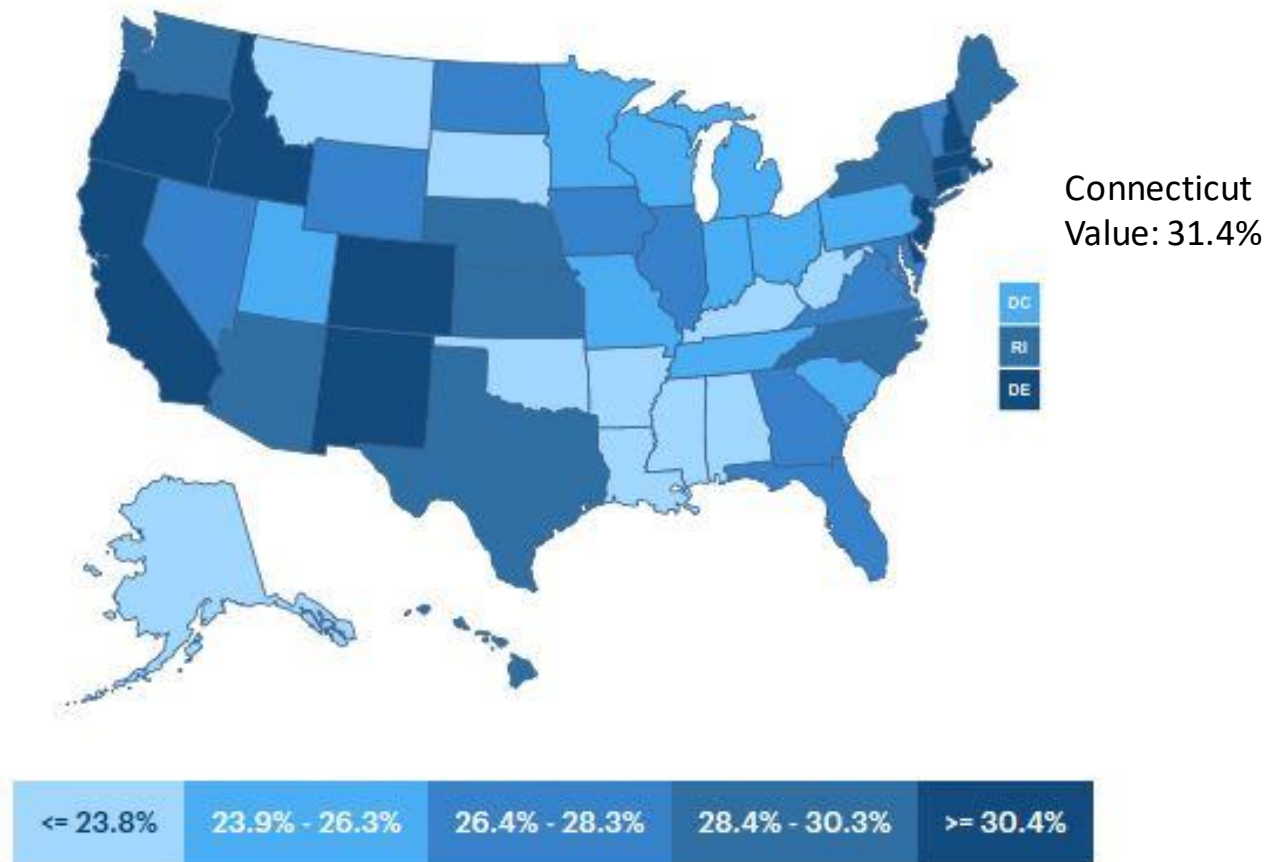 Connecticut
Value: 31.4%
DC
RI
DE
<= 23.8%
23.9% - 26.3%
26.4% - 28.3%
28.4% - 30.3%
>= 30.4%